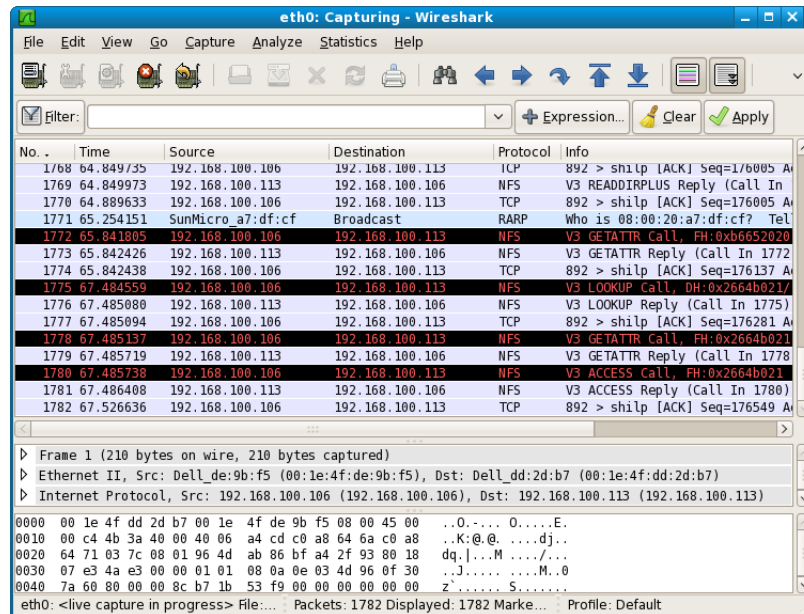 eth0: Capturing - Wireshark
File Edit View Go Capture Analyze Statistics Help
Filter: Expression... Clear Apply
No. . Time Source Destination Protocol Info
1768 64.849735 192.168.100.106 192.168.100.113 TCP 892 > shilp [ACK] Seq=176005 A
1769 64.849973 192.168.100.113 192.168.100.106 NFS V3 READDIRPLUS Reply (Call In
1770 64.889633 192.168.100.106 192.168.100.113 TCP 892 > shilp [ACK] Seq=176005 A
1771 65.254151 SunMicro_a7:df:cf Broadcast RARP Who is 08:00:20:a7:df:cf? Tel
1772 65.841805 192.168.100.106 192.168.100.113 NFS V3 GETATTR Call, FH:0xb6652020
1773 65.842426 192.168.100.113 192.168.100.106 NFS V3 GETATTR Reply (Call In 1772
1774 65.842438 192.168.100.106 192.168.100.113 TCP 892 > shilp [ACK] Seq=176137 A
1775 67.484559 192.168.100.106 192.168.100.113 NFS V3 LOOKUP Call, DH:0x2664b021/
1776 67.485080 192.168.100.113 192.168.100.106 NFS V3 LOOKUP Reply (Call In 1775)
1777 67.485094 192.168.100.106 192.168.100.113 TCP 892 > shilp [ACK] Seq=176281 A
1778 67.485137 192.168.100.106 192.168.100.113 NFS V3 GETATTR Call, FH:0x2664b021
1779 67.485719 192.168.100.113 192.168.100.106 NFS V3 GETATTR Reply (Call In 1778
1780 67.485738 192.168.100.106 192.168.100.113 NFS V3 ACCESS Call, FH:0x2664b021
1781 67.486408 192.168.100.113 192.168.100.106 NFS V3 ACCESS Reply (Call In 1780)
1782 67.526636 192.168.100.106 192.168.100.113 TCP 892 > shilp [ACK] Seq=176549 A
Frame 1 (210 bytes on wire, 210 bytes captured)
Ethernet II, Src: Dell_de:9b:f5 (00:1e:4f:de:9b:f5), Dst: Dell_dd:2d:b7 (00:1e:4f:dd:2d:b7)
Internet Protocol, Src: 192.168.100.106 (192.168.100.106), Dst: 192.168.100.113 (192.168.100.113)
0000 00 1e 4f dd 2d b7 00 1e 4f de 9b f5 08 00 45 00 ..O.-... O.....E.
0010 00 c4 4b 3a 40 00 40 06 a4 cd c0 a8 64 6a c0 a8 ..K:@.@. ....dj..
0020 64 71 03 7c 08 01 96 4d ab 86 bf a4 2f 93 80 18 dq.|...M ..../...
0030 07 e3 4a e3 00 00 01 01 08 0a 0e 03 4d 96 0f 30 ..J..... ....M..0
0040 7a 60 80 00 00 8c b7 1b 53 f9 00 00 00 00 00 00 z`...... S.......
eth0: <live capture in progress> File:... Packets: 1782 Displayed: 1782 Marke... Profile: Default